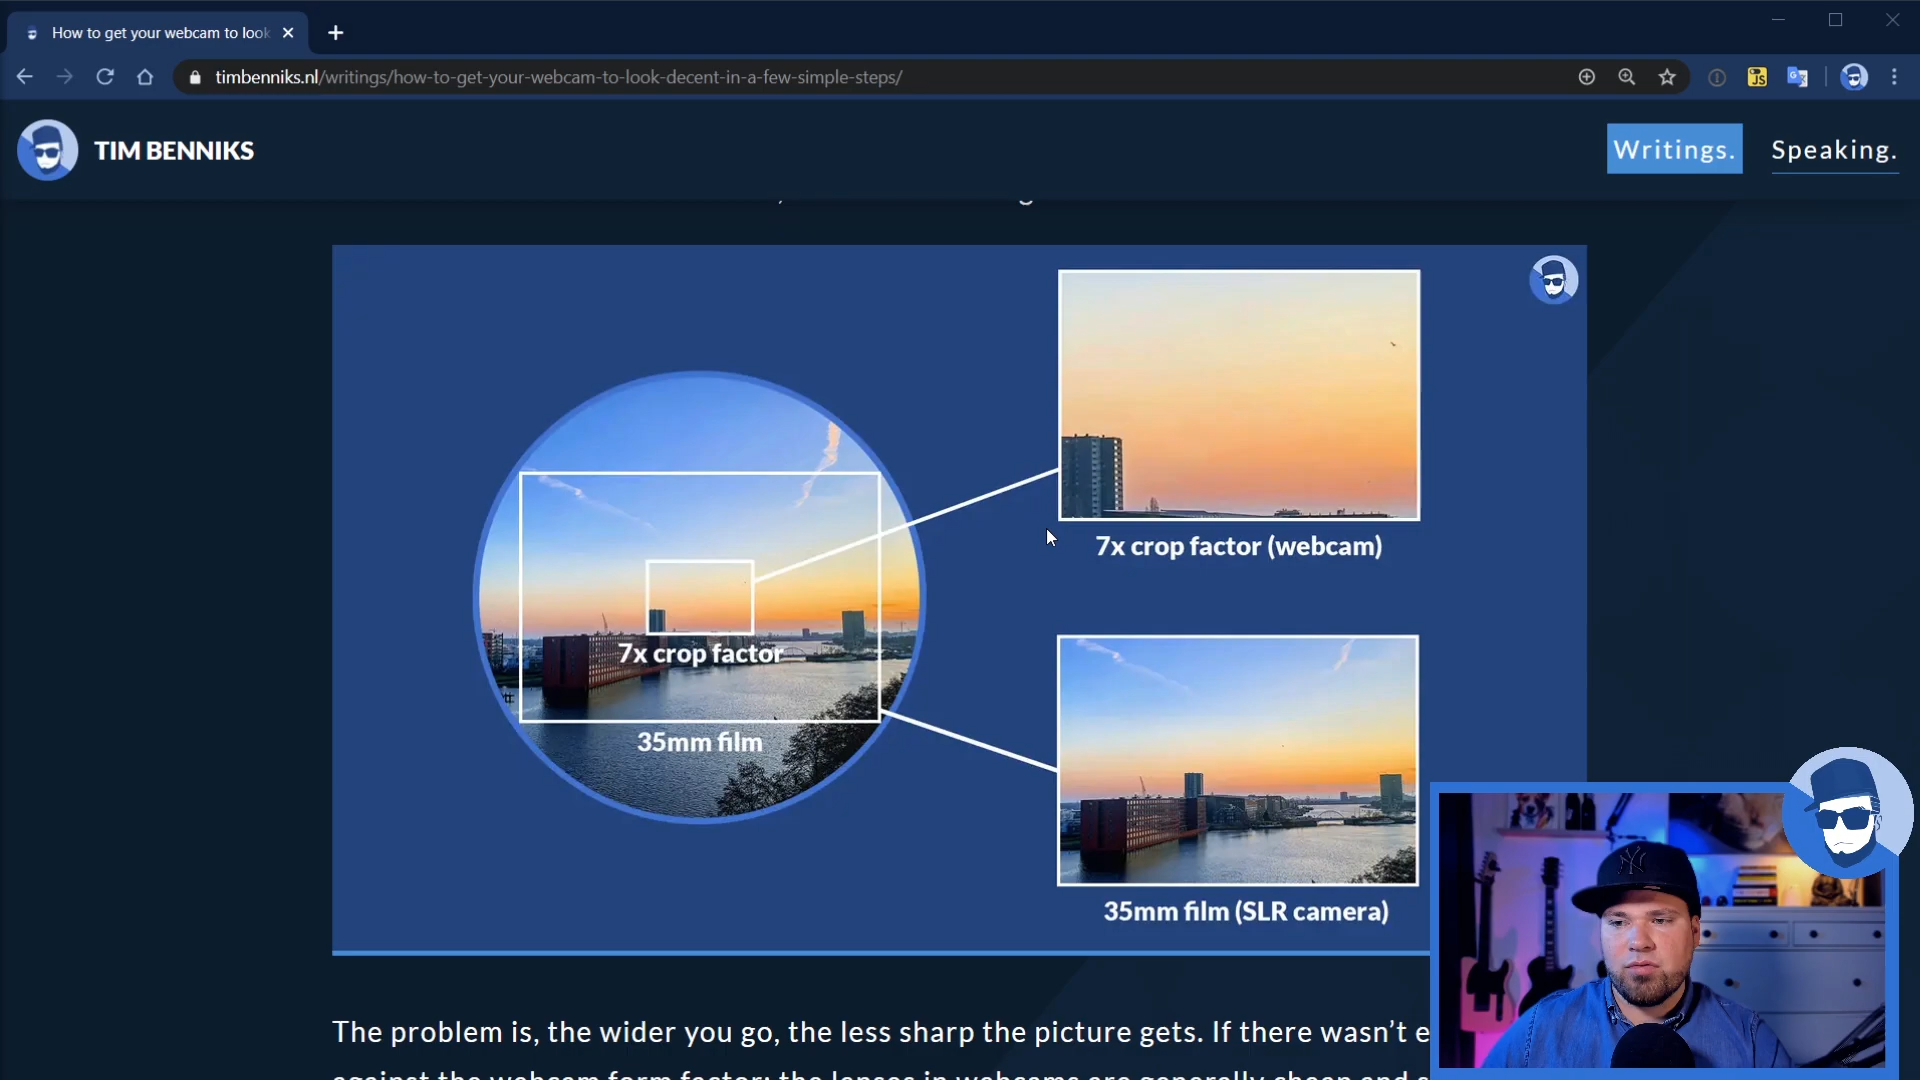 How to get your webcam to look
timbenniks.nl/writings/how-to-get-your-webcam-to-look-decent-in-a-few-simple-steps/
JS
TIM BENNIKS
Writings.
Speaking.
7x crop factor (webcam)
7x crop factor
35mm film
35mm film (SLR camera)
The problem is, the wider you go, the less sharp the picture gets. If there wasn't